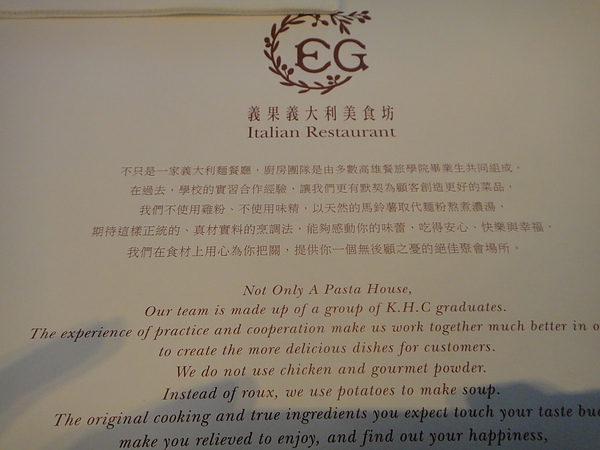 EG
義果義大利美食坊
Italian Restaurant
不只是一家義大利麵餐廳，廚房團隊是由多數高雄餐旅學院畢業生共同組成。
在過去，學校的實習合作經驗，讓我們更有默契為顧客創造更好的菜品。
我們不使用雞粉、不使用味精，以天然的馬鈴薯取代麵粉熬煮濃湯，
期待這樣正統的、真材實料的烹調法，能夠感動你的味蕾，吃得安心、快樂與幸福，
我們在食材上用心為你把關，提供你一個無後顧之憂的絕佳聚會場所。
Not Only A Pasta House,
Our team is made up of a group of K.H.C graduates.
The experience of practice and cooperation make us work together much better in o
to create the more delicious dishes for customers.
We do not use chicken and gourmet powder.
Instead of roux, we use potatoes to make soup.
The original cooking and true ingredients you expect touch your taste bu
make you relieved to enjoy, and find out your happiness,